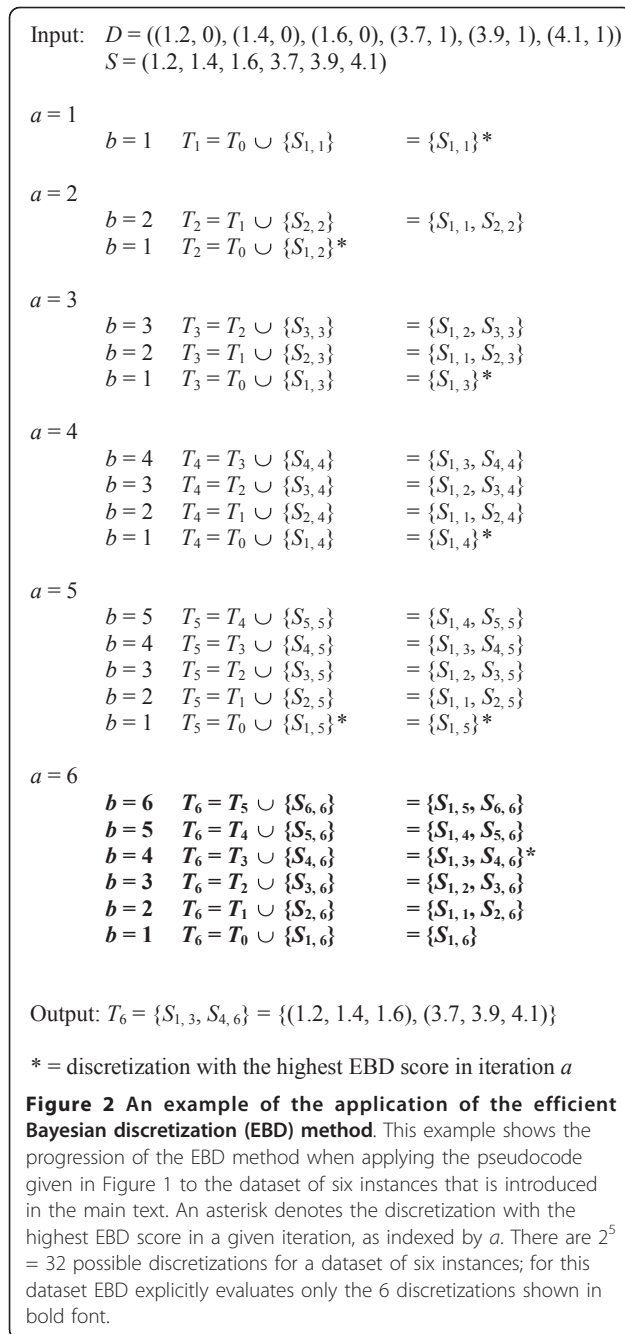 Input: D = ((1.2, 0), (1.4, 0), (1.6, 0), (3.7, 1), (3.9, 1), (4.1, 1))
S = (1.2, 1.4, 1.6, 3.7, 3.9, 4.1)
a = 1
b = 1 T₁ = T₀ ∪ {S₁, ₁} = {S₁, ₁}*
a = 2
b = 2 T₂ = T₁ ∪ {S₂, ₂} = {S₁, ₁, S₂, ₂}
b = 1 T₂ = T₀ ∪ {S₁, ₂}*
a = 3
b = 3 T₃ = T₂ ∪ {S₃, ₃} = {S₁, ₂, S₃, ₃}
b = 2 T₃ = T₁ ∪ {S₂, ₃} = {S₁, ₁, S₂, ₃}
b = 1 T₃ = T₀ ∪ {S₁, ₃} = {S₁, ₃}*
a = 4
b = 4 T₄ = T₃ ∪ {S₄, ₄} = {S₁, ₃, S₄, ₄}
b = 3 T₄ = T₂ ∪ {S₃, ₄} = {S₁, ₂, S₃, ₄}
b = 2 T₄ = T₁ ∪ {S₂, ₄} = {S₁, ₁, S₂, ₄}
b = 1 T₄ = T₀ ∪ {S₁, ₄} = {S₁, ₄}*
a = 5
b = 5 T₅ = T₄ ∪ {S₅, ₅} = {S₁, ₄, S₅, ₅}
b = 4 T₅ = T₃ ∪ {S₄, ₅} = {S₁, ₃, S₄, ₅}
b = 3 T₅ = T₂ ∪ {S₃, ₅} = {S₁, ₂, S₃, ₅}
b = 2 T₅ = T₁ ∪ {S₂, ₅} = {S₁, ₁, S₂, ₅}
b = 1 T₅ = T₀ ∪ {S₁, ₅}* = {S₁, ₅}*
a = 6
b = 6 T₆ = T₅ ∪ {S₆, ₆} = {S₁, ₅, S₆, ₆}
b = 5 T₆ = T₄ ∪ {S₅, ₆} = {S₁, ₄, S₅, ₆}
b = 4 T₆ = T₃ ∪ {S₄, ₆} = {S₁, ₃, S₄, ₆}*
b = 3 T₆ = T₂ ∪ {S₃, ₆} = {S₁, ₂, S₃, ₆}
b = 2 T₆ = T₁ ∪ {S₂, ₆} = {S₁, ₁, S₂, ₆}
b = 1 T₆ = T₀ ∪ {S₁, ₆} = {S₁, ₆}
Output: T₆ = {S₁, ₃, S₄, ₆} = {(1.2, 1.4, 1.6), (3.7, 3.9, 4.1)}
* = discretization with the highest EBD score in iteration a
Figure 2 An example of the application of the efficient
Bayesian discretization (EBD) method. This example shows the
progression of the EBD method when applying the pseudocode
given in Figure 1 to the dataset of six instances that is introduced
in the main text. An asterisk denotes the discretization with the
highest EBD score in a given iteration, as indexed by a. There are 2⁵
= 32 possible discretizations for a dataset of six instances; for this
dataset EBD explicitly evaluates only the 6 discretizations shown in
bold font.